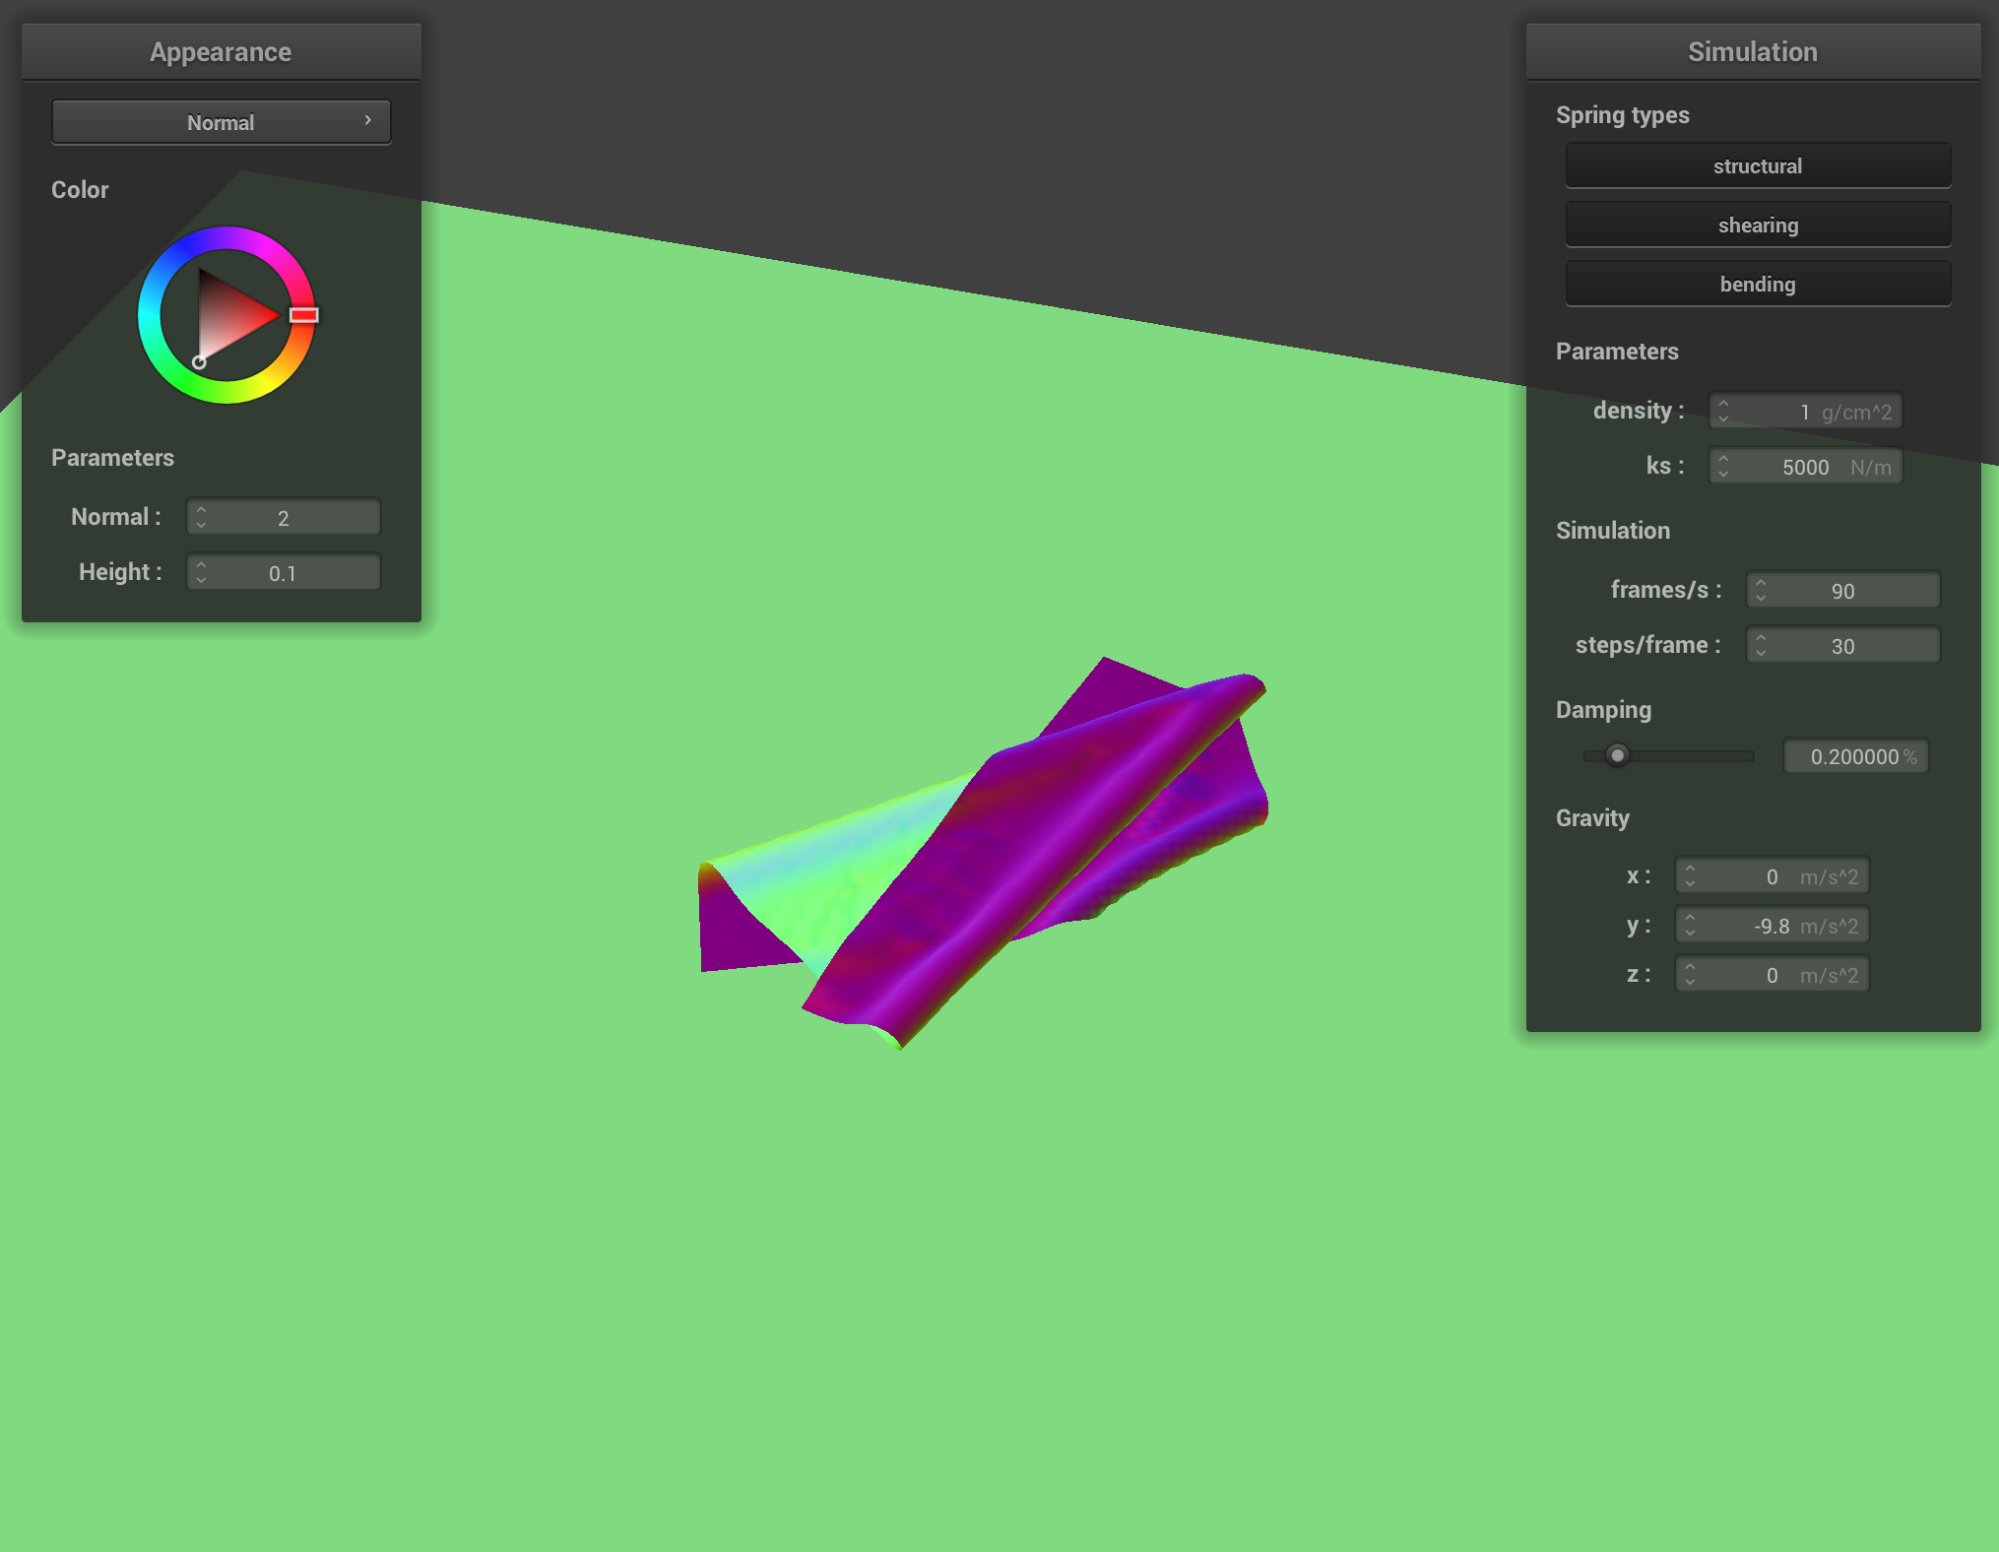 Appearance
Normal
Color
Parameters
Normal : 2
Height : 0.1
Simulation
Spring types
structural
shearing
bending
Parameters
density : 1 g/cm^2
ks : 5000 N/m
Simulation
frames/s : 90
steps/frame : 30
Damping
0.200000 %
Gravity
x : 0 m/s^2
y : -9.8 m/s^2
z : 0 m/s^2